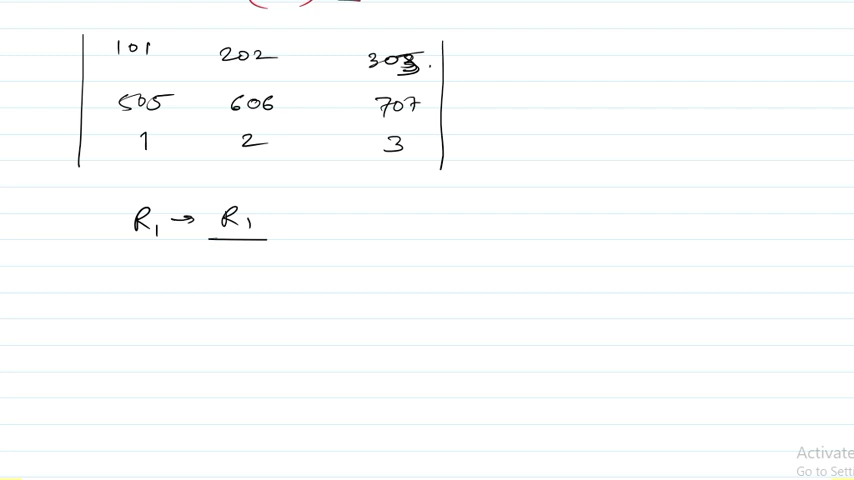 101 202 303.
505 606 707
1 2 3
R₁ → R₁
Activate
Go to Setti